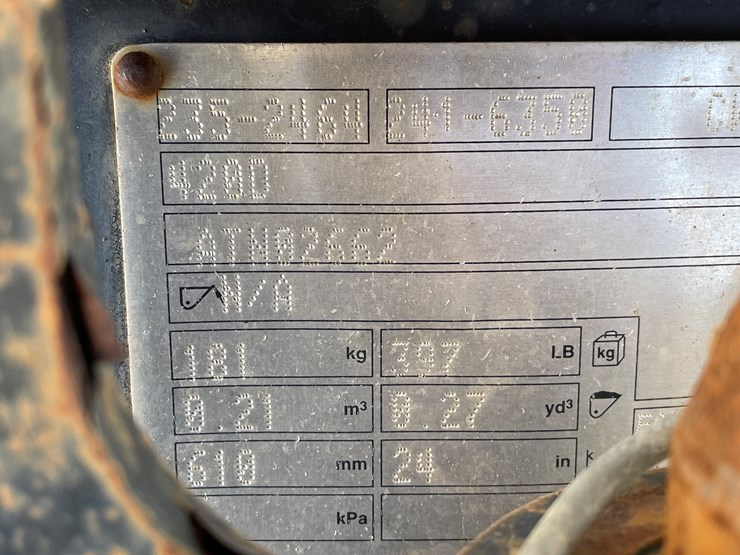 235-2464 241-6350
420D
N/A
181 kg 397 LB kg
0.21 m³ 0.27 yd³
610 mm 24 in
kPa